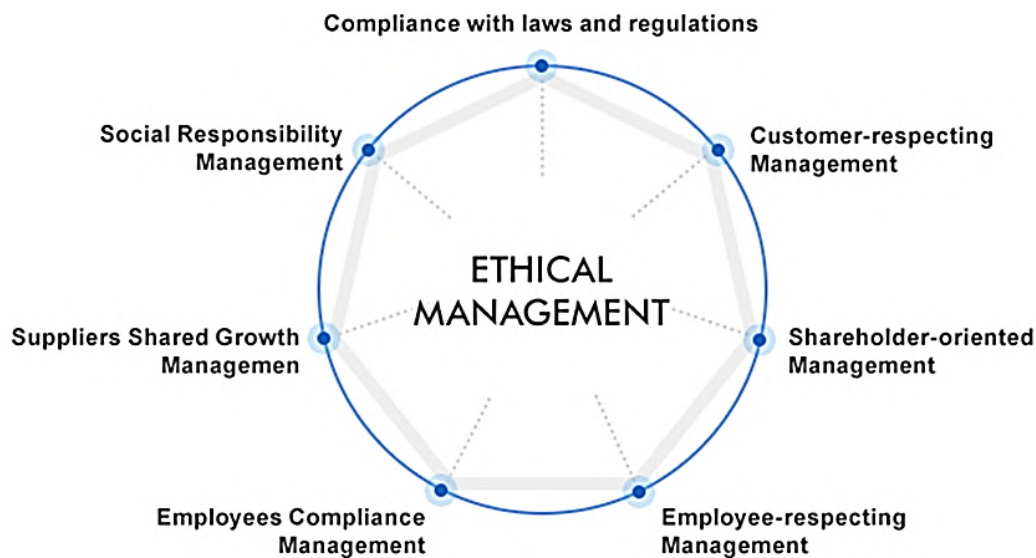 Compliance with laws and regulations
Social Responsibility
Management
Customer-respecting
Management
ETHICAL
MANAGEMENT
Suppliers Shared Growth
Managemen
Shareholder-oriented
Management
Employees Compliance
Management
Employee-respecting
Management